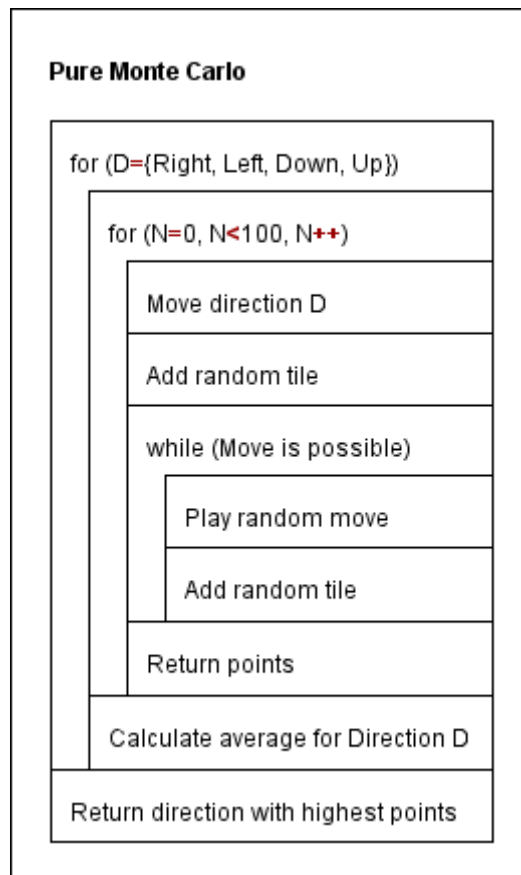 Pure Monte Carlo
for (D={Right, Left, Down, Up})
for (N=0, N<100, N++)
Move direction D
Add random tile
while (Move is possible)
Play random move
Add random tile
Return points
Calculate average for Direction D
Return direction with highest points